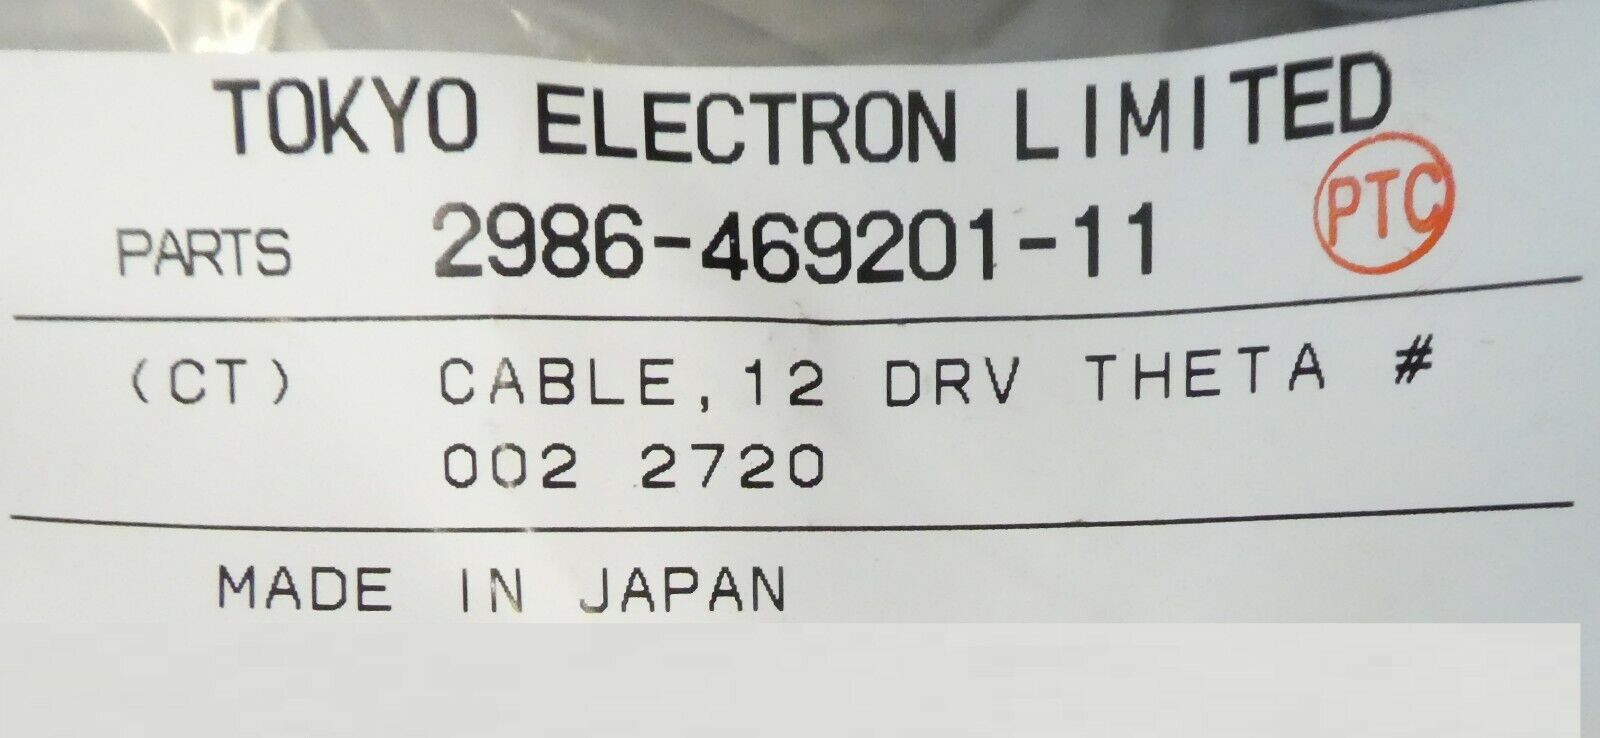 TOKYO ELECTRON LIMITED
PARTS 2986-469201-11 PTC
(CT) CABLE,12 DRV THETA #
002 2720
MADE IN JAPAN